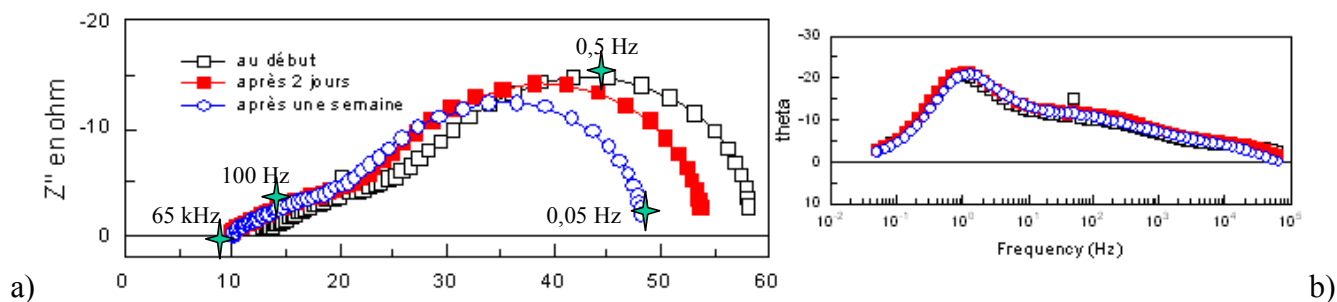 -20
Z" en ohm
au début
après 2 jours
après une semaine
0,5 Hz
-10
100 Hz
65 kHz
0,05 Hz
0
0 10 20 30 40 50 60
a)
-30
-20
theta
-10
0
10
10⁻² 10⁻¹ 10⁰ 10¹ 10² 10³ 10⁴ 10⁵
Frequency (Hz)
b)